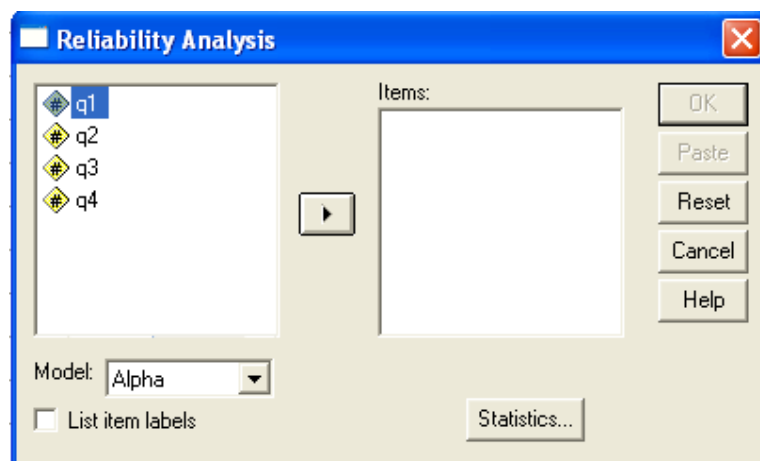 Reliability Analysis
# q1
# q2
# q3
# q4
Items:
OK
Paste
Reset
Cancel
Help
Model: Alpha
List item labels
Statistics...